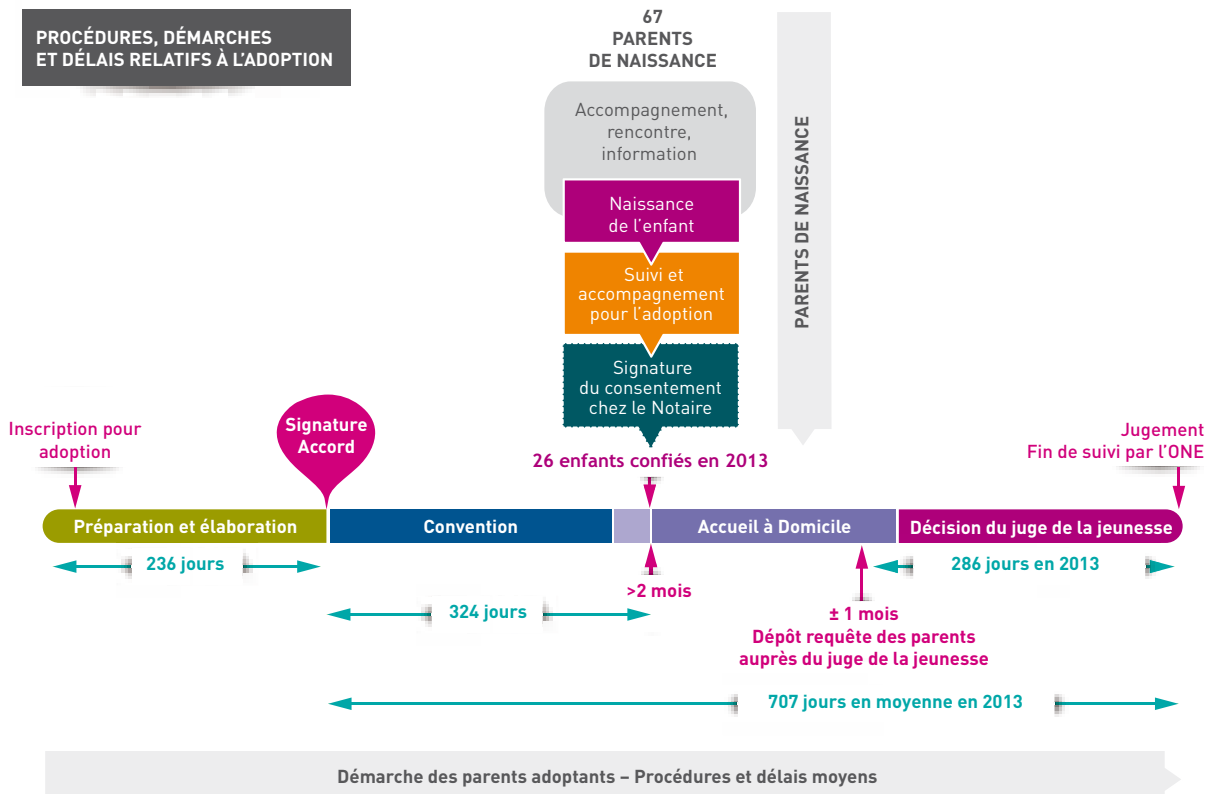 PROCÉDURES, DÉMARCHES
ET DÉLAIS RELATIFS À L’ADOPTION
67
PARENTS
DE NAISSANCE
Accompagnement,
rencontre,
information
Naissance
de l’enfant
Suivi et
accompagnement
pour l’adoption
Signature
du consentement
chez le Notaire
PARENTS DE NAISSANCE
26 enfants confiés en 2013
Inscription pour
adoption
Signature
Accord
Jugement
Fin de suivi par l’ONE
Préparation et élaboration
Convention
Accueil à Domicile
Décision du juge de la jeunesse
236 jours
>2 mois
286 jours en 2013
324 jours
± 1 mois
Dépôt requête des parents
auprès du juge de la jeunesse
707 jours en moyenne en 2013
Démarche des parents adoptants – Procédures et délais moyens